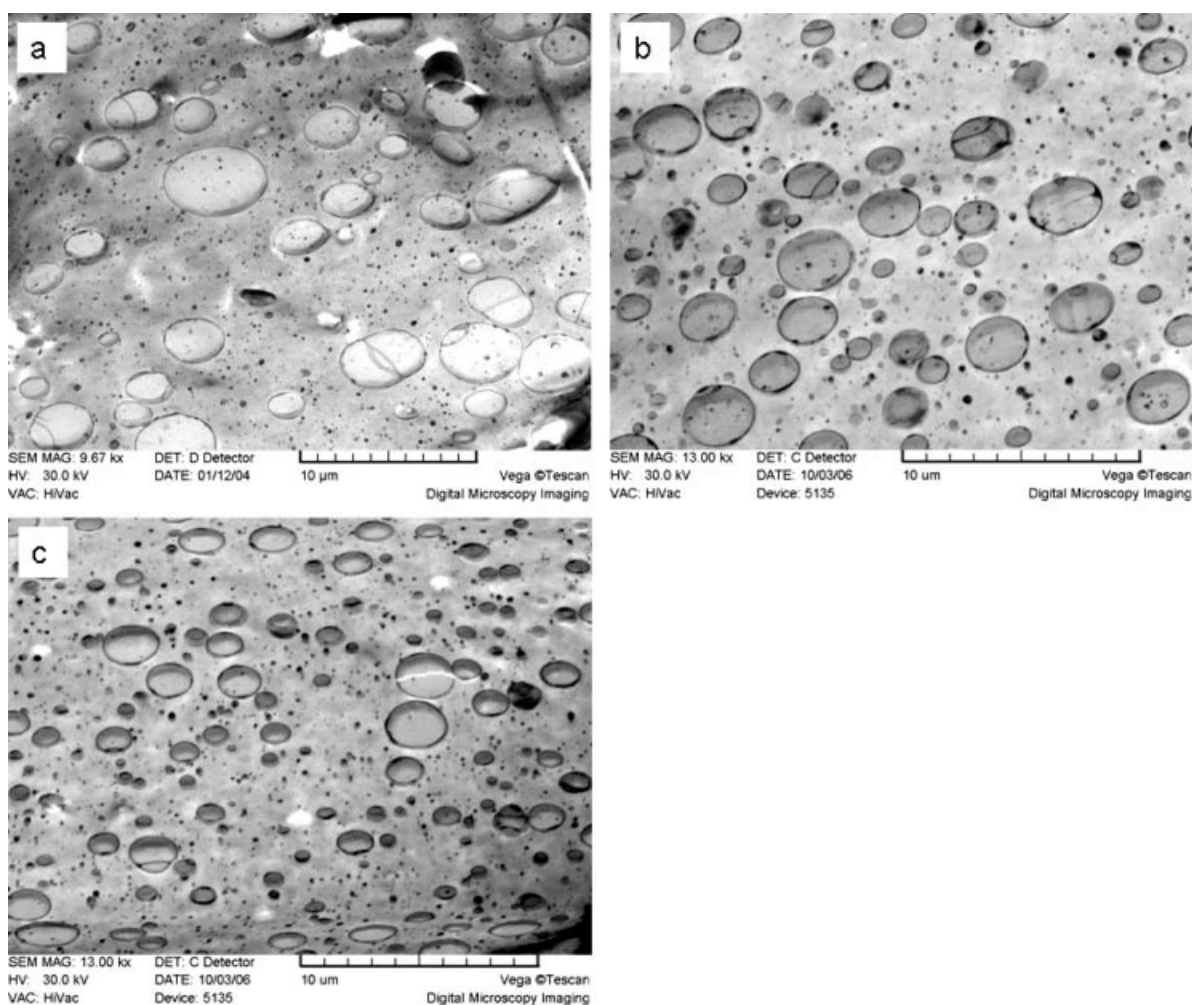 a
SEM MAG: 9.67 kx DET: D Detector
HV: 30.0 kV DATE: 01/12/04 10 µm Vega ©Tescan
VAC: HiVac Digital Microscopy Imaging
b
SEM MAG: 13.00 kx DET: C Detector
HV: 30.0 kV DATE: 10/03/06 10 um Vega ©Tescan
VAC: HiVac Device: 5135 Digital Microscopy Imaging
c
SEM MAG: 13.00 kx DET: C Detector
HV: 30.0 kV DATE: 10/03/06 10 um Vega ©Tescan
VAC: HiVac Device: 5135 Digital Microscopy Imaging